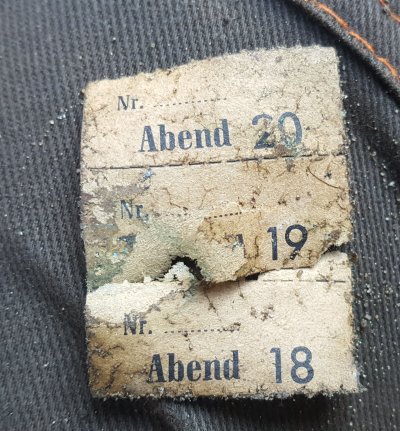 Nr. ............
Abend 20
Nr. ............
19
Nr. ............
Abend 18